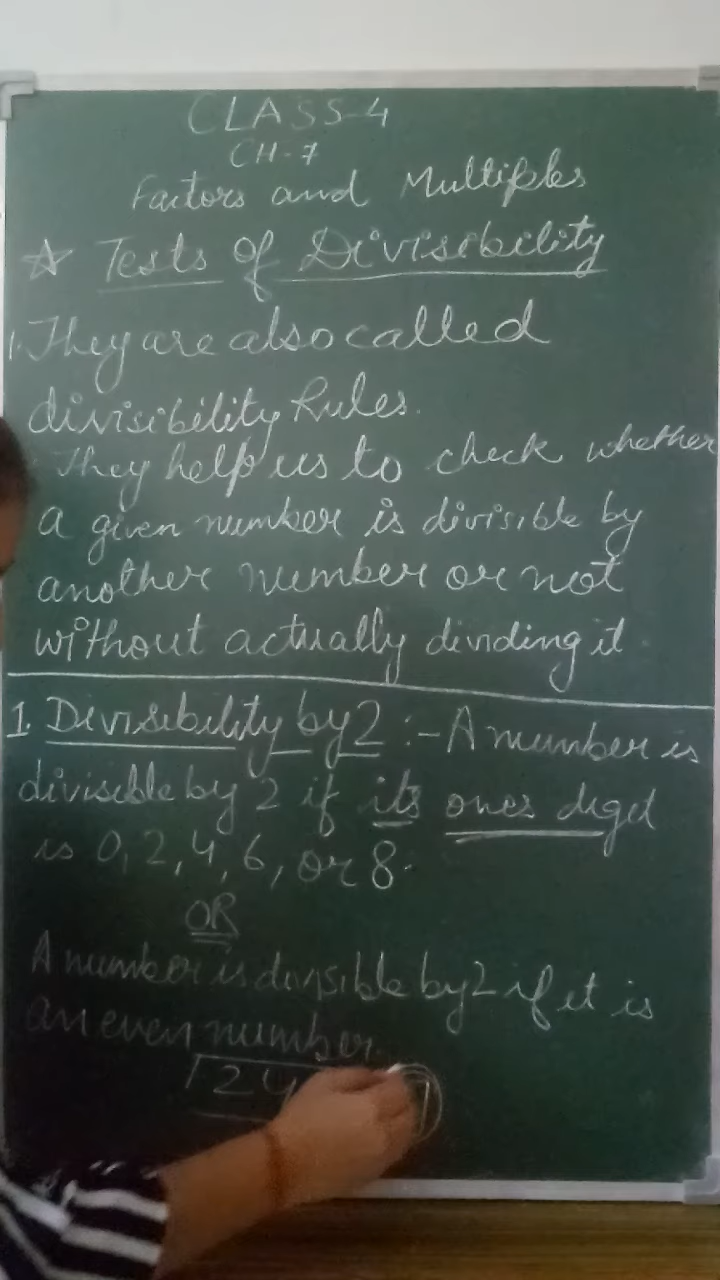 CLASS-4
CH-7
Factors and Multiples
☆ Tests of Divisibility
1. They are also called
divisibility Rules.
They help us to check whether
a given number is divisible by
another number or not
without actually dividing it.
1. Divisibility by 2 :- A number is
divisible by 2 if its ones digit
is 0, 2, 4, 6, or 8.
OR
A number is divisible by 2 if it is
an even number.
24